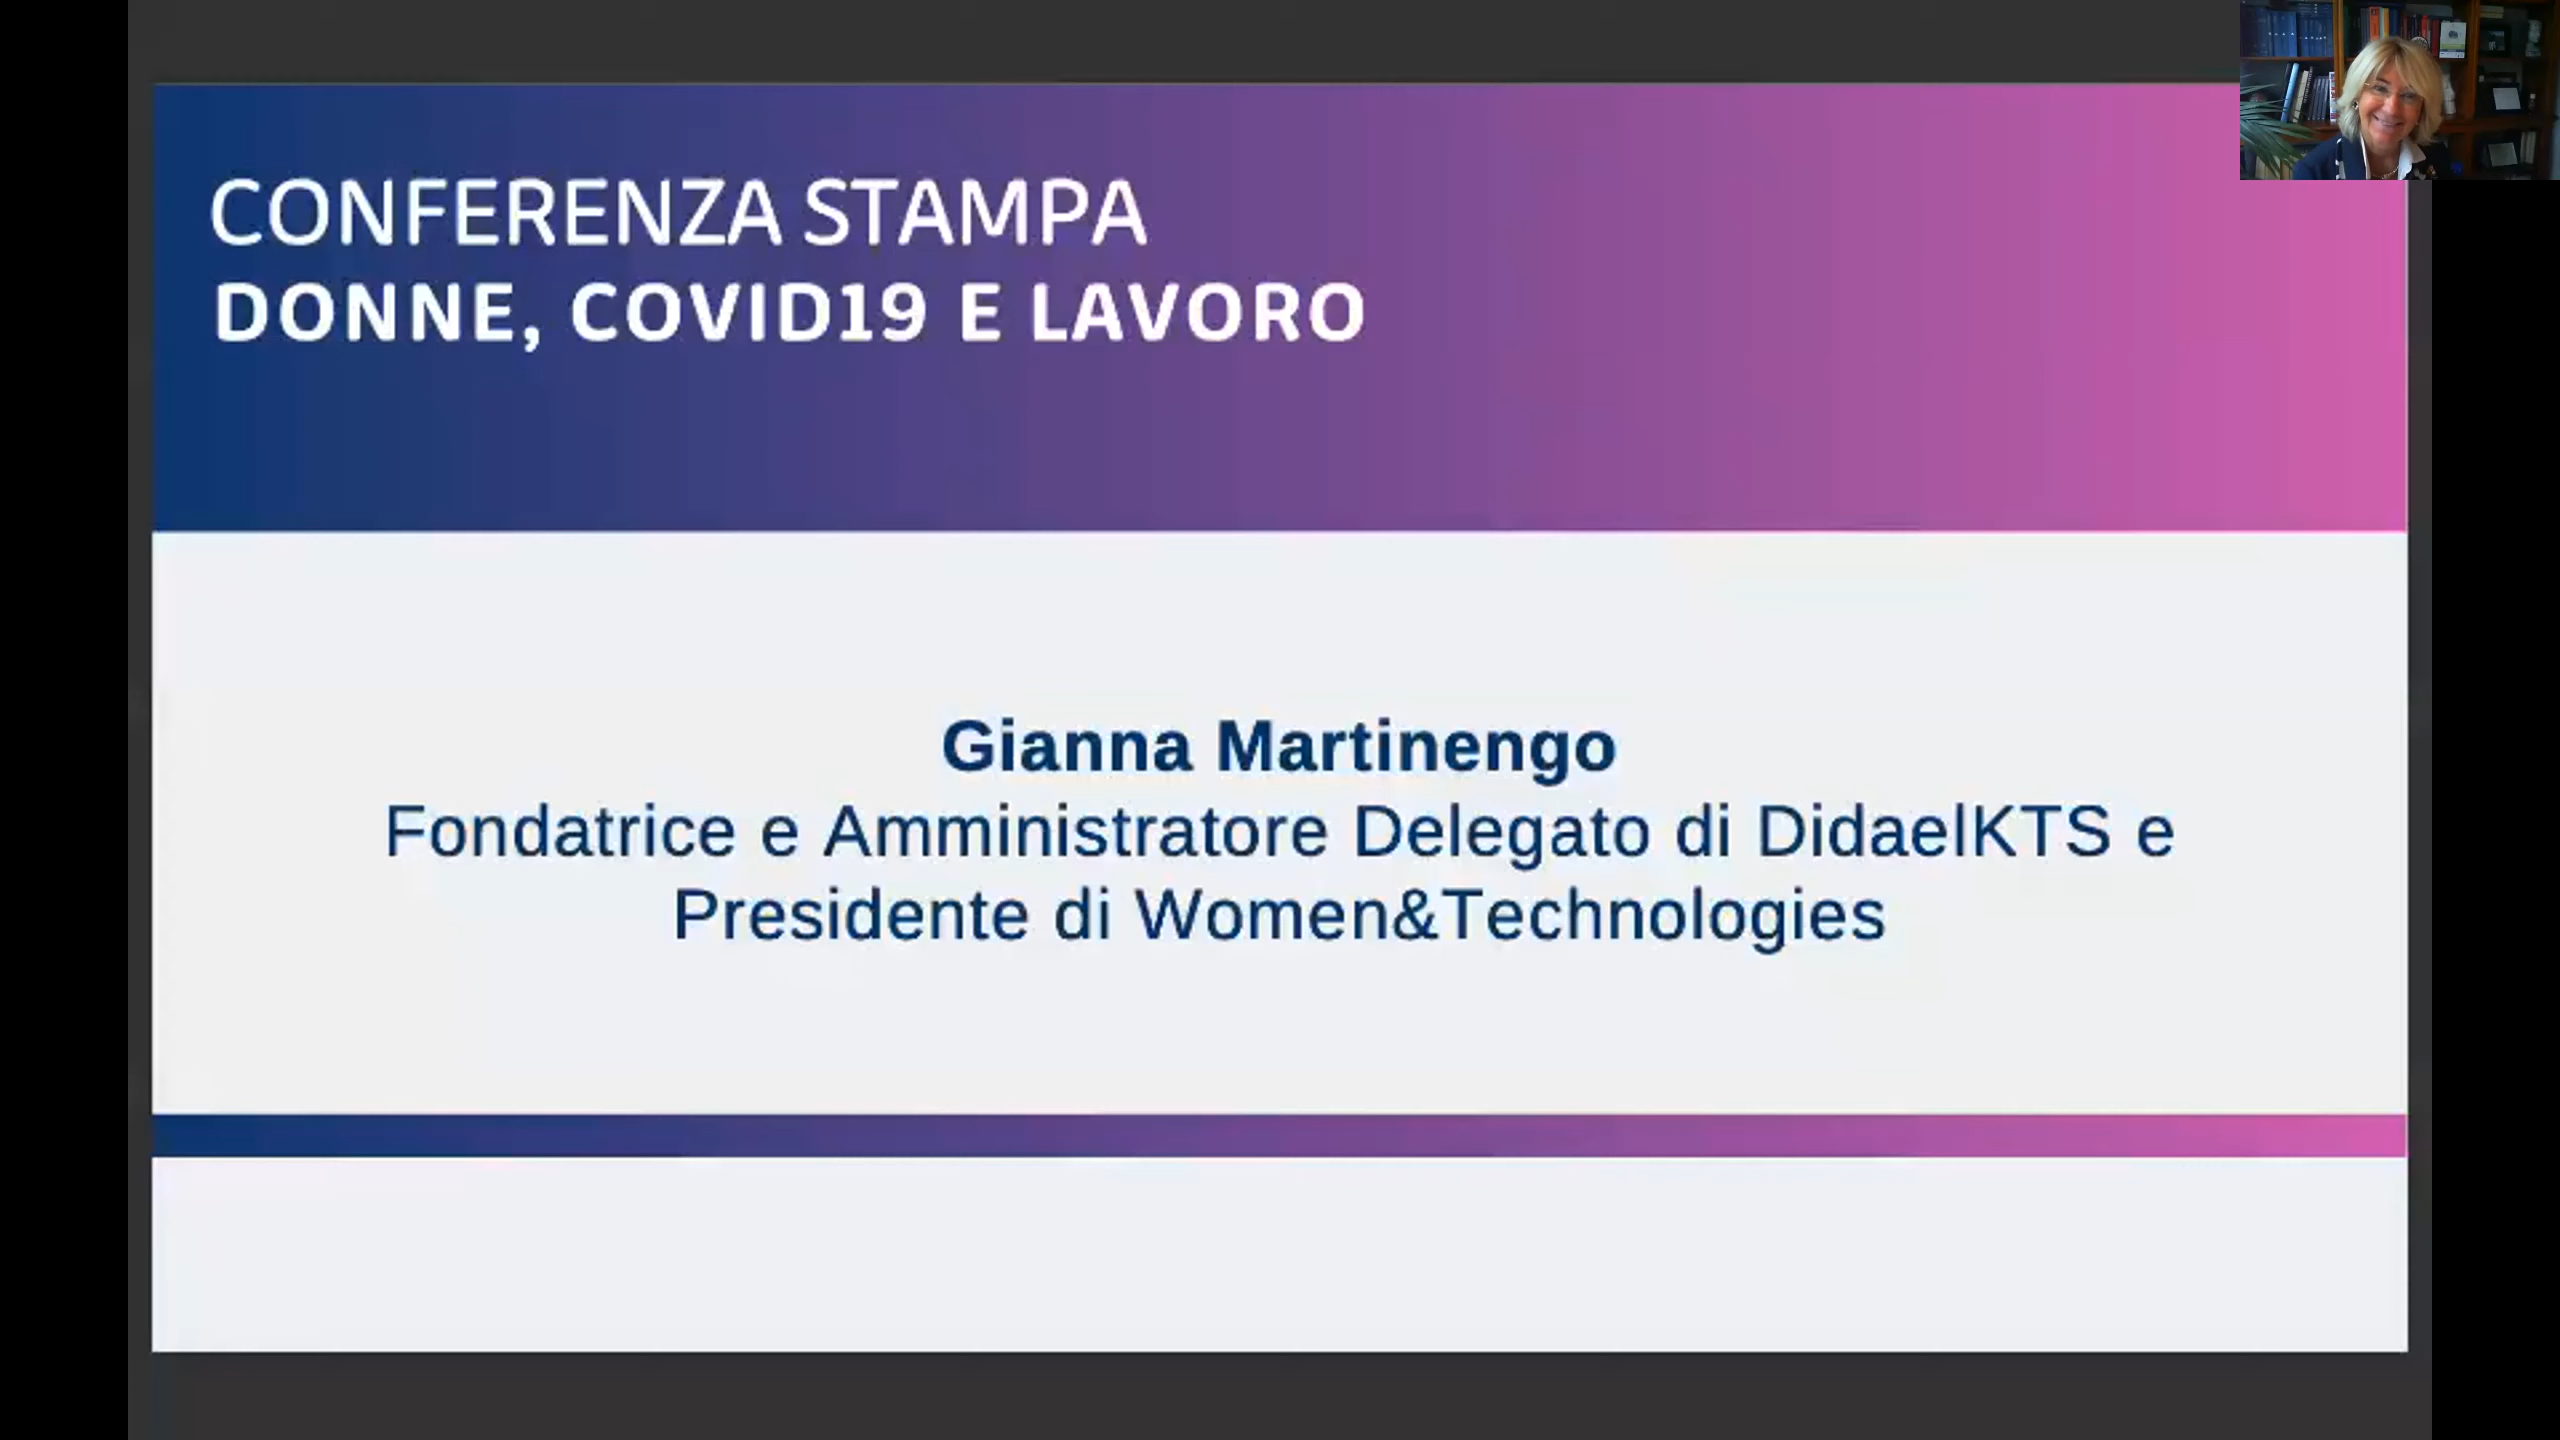 CONFERENZA STAMPA
DONNE, COVID19 E LAVORO
Gianna Martinengo
Fondatrice e Amministratore Delegato di DidaelKTS e
Presidente di Women&Technologies